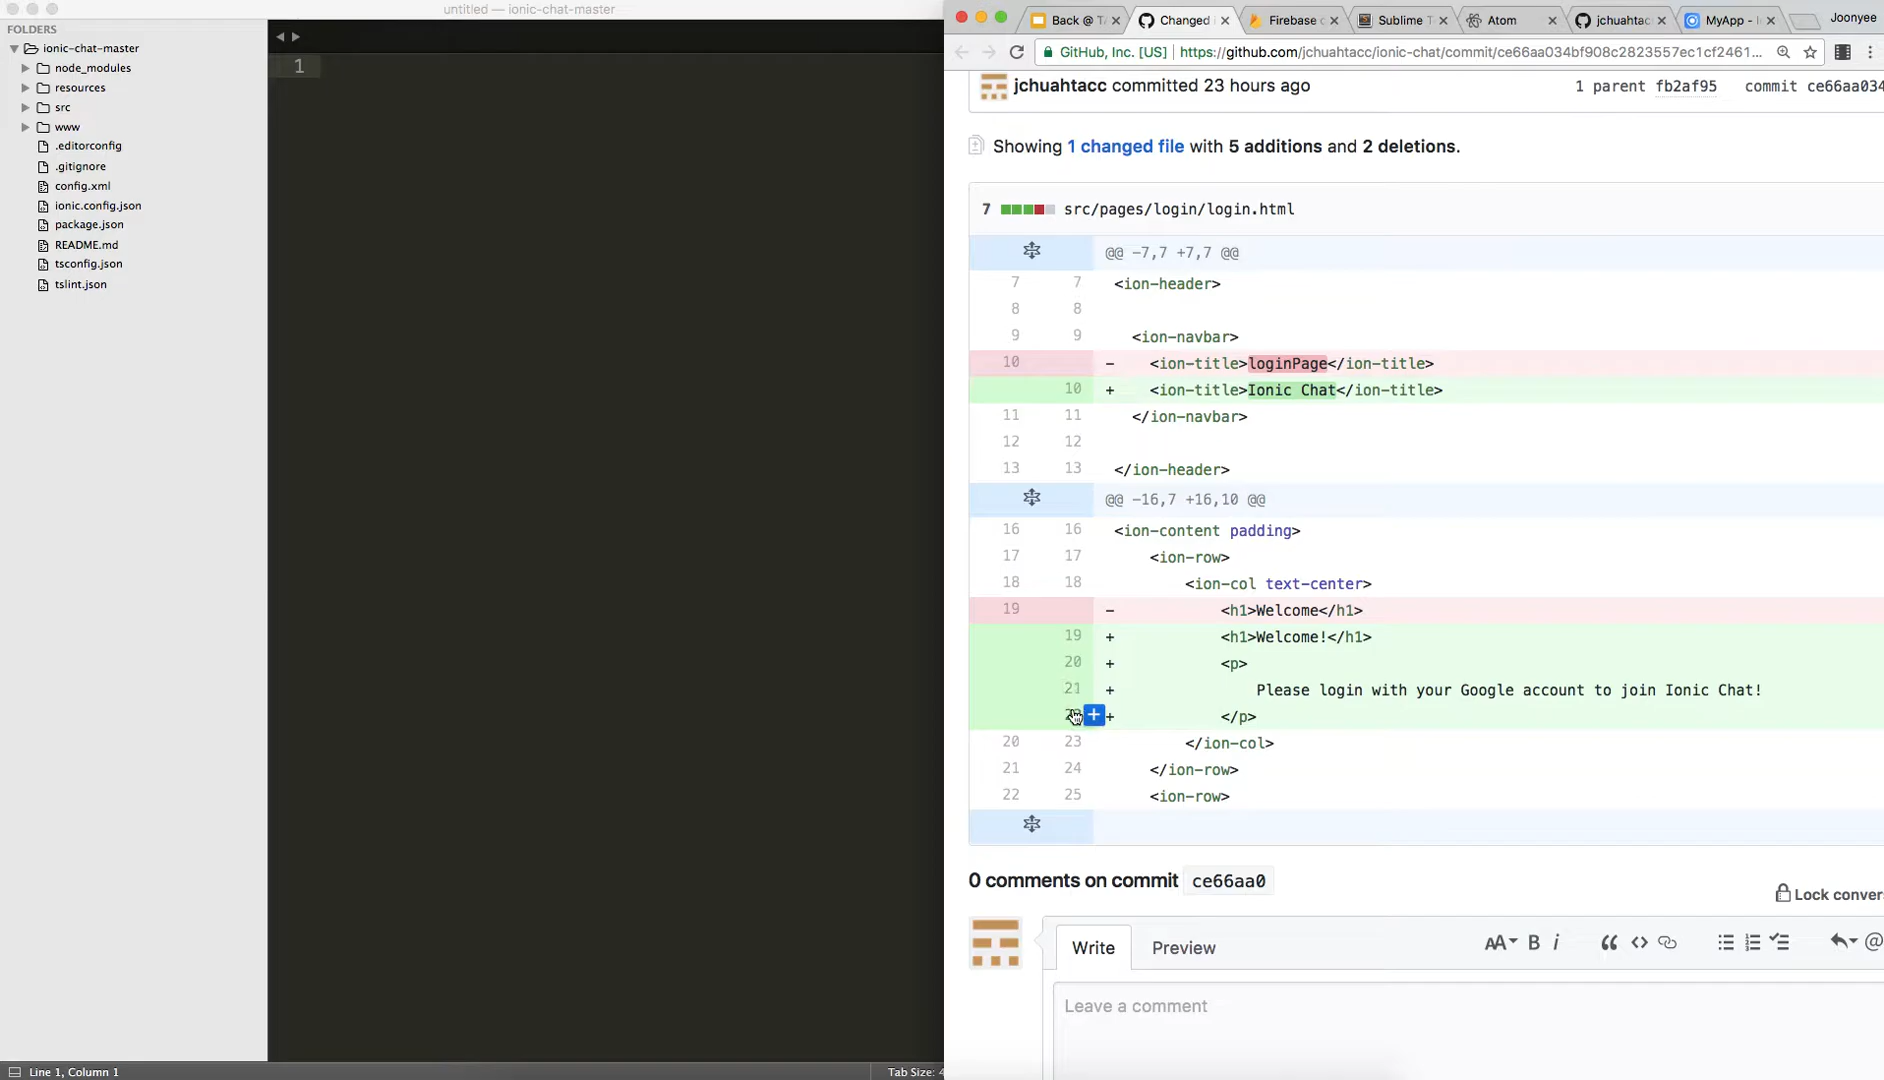 untitled — ionic-chat-master
FOLDERS
ionic-chat-master
node_modules
resources
src
www
.editorconfig
.gitignore
config.xml
ionic.config.json
package.json
README.md
tsconfig.json
tslint.json
1
Line 1, Column 1
Tab Size: 4
Back @ TA
Changed i
Firebase c
Sublime T
Atom
jchuahtac
MyApp - I
Joonyee
GitHub, Inc. [US] https://github.com/jchuahtacc/ionic-chat/commit/ce66aa034bf908c2823557ec1cf2461...
jchuahtacc committed 23 hours ago
1 parent fb2af95 commit ce66aa034
Showing 1 changed file with 5 additions and 2 deletions.
7 src/pages/login/login.html
@@ -7,7 +7,7 @@
7 7 <ion-header>
8 8
9 9 <ion-navbar>
10 - <ion-title>loginPage</ion-title>
10 + <ion-title>Ionic Chat</ion-title>
11 11 </ion-navbar>
12 12
13 13 </ion-header>
@@ -16,7 +16,10 @@
16 16 <ion-content padding>
17 17 <ion-row>
18 18 <ion-col text-center>
19 - <h1>Welcome</h1>
19 + <h1>Welcome!</h1>
20 + <p>
21 + Please login with your Google account to join Ionic Chat!
+ </p>
20 23 </ion-col>
21 24 </ion-row>
22 25 <ion-row>
0 comments on commit ce66aa0
Lock conver
Write Preview
AA B i
Leave a comment